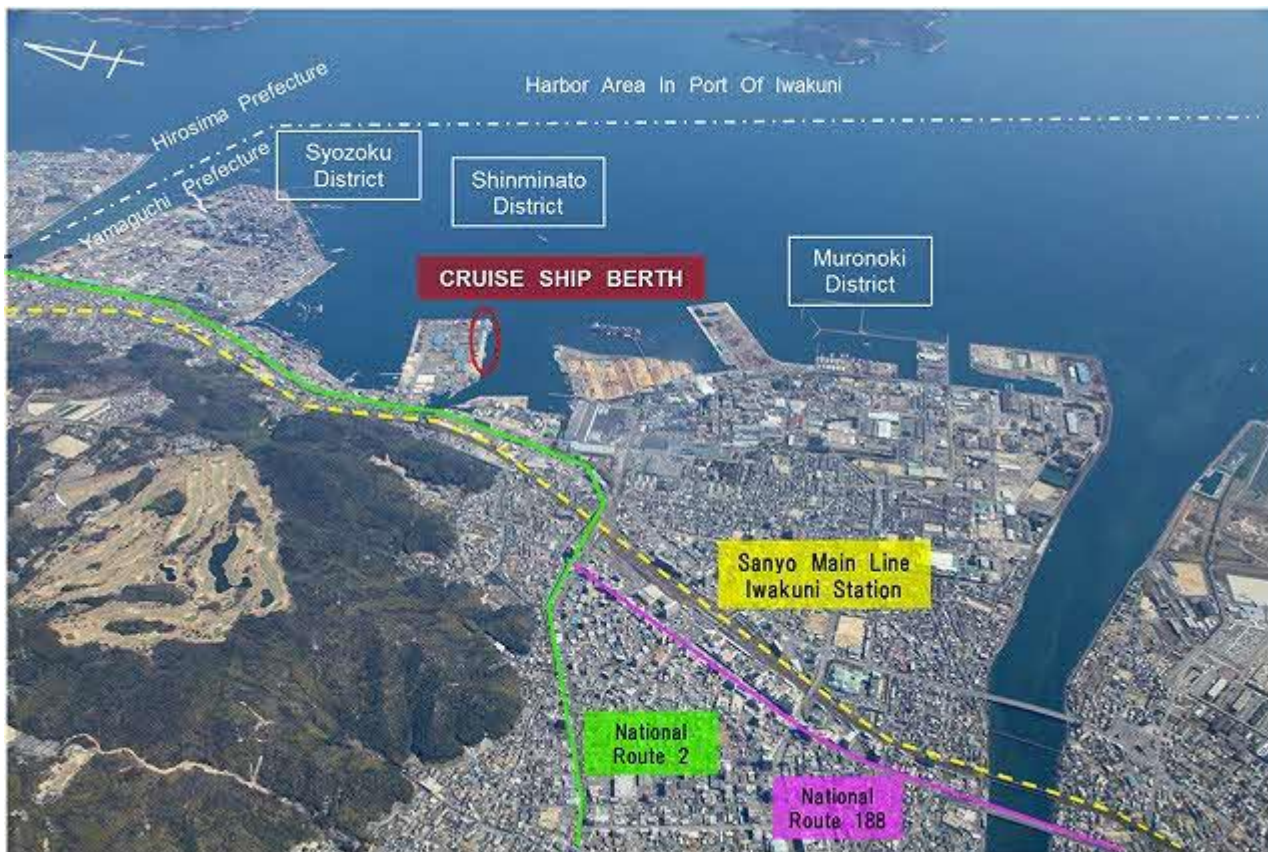 Harbor Area In Port Of Iwakuni
Hirosima Prefecture
Yamaguchi Prefecture
Syozoku
District
Shinminato
District
CRUISE SHIP BERTH
Muronoki
District
Sanyo Main Line
Iwakuni Station
National
Route 2
National
Route 188